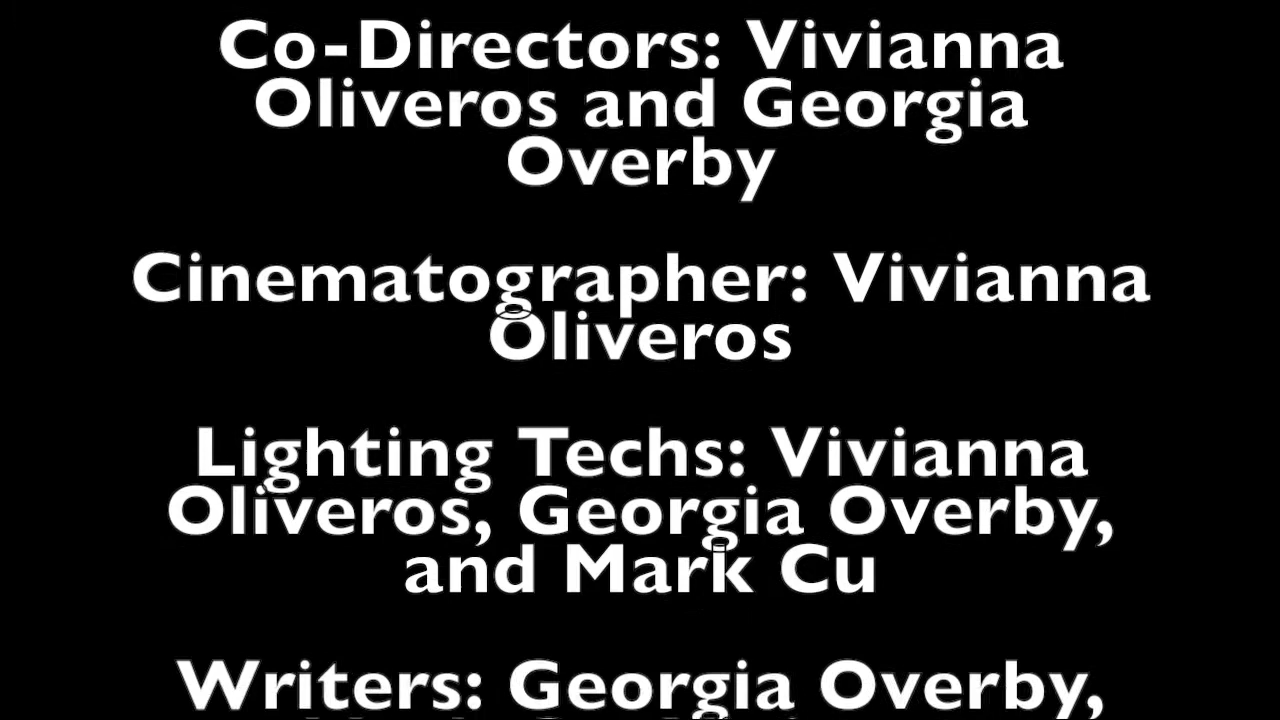 Co-Directors: Vivianna
Oliveros and Georgia
Overby
Cinematographer: Vivianna
Oliveros
Lighting Techs: Vivianna
Oliveros, Georgia Overby,
and Mark Cu
Writers: Georgia Overby,